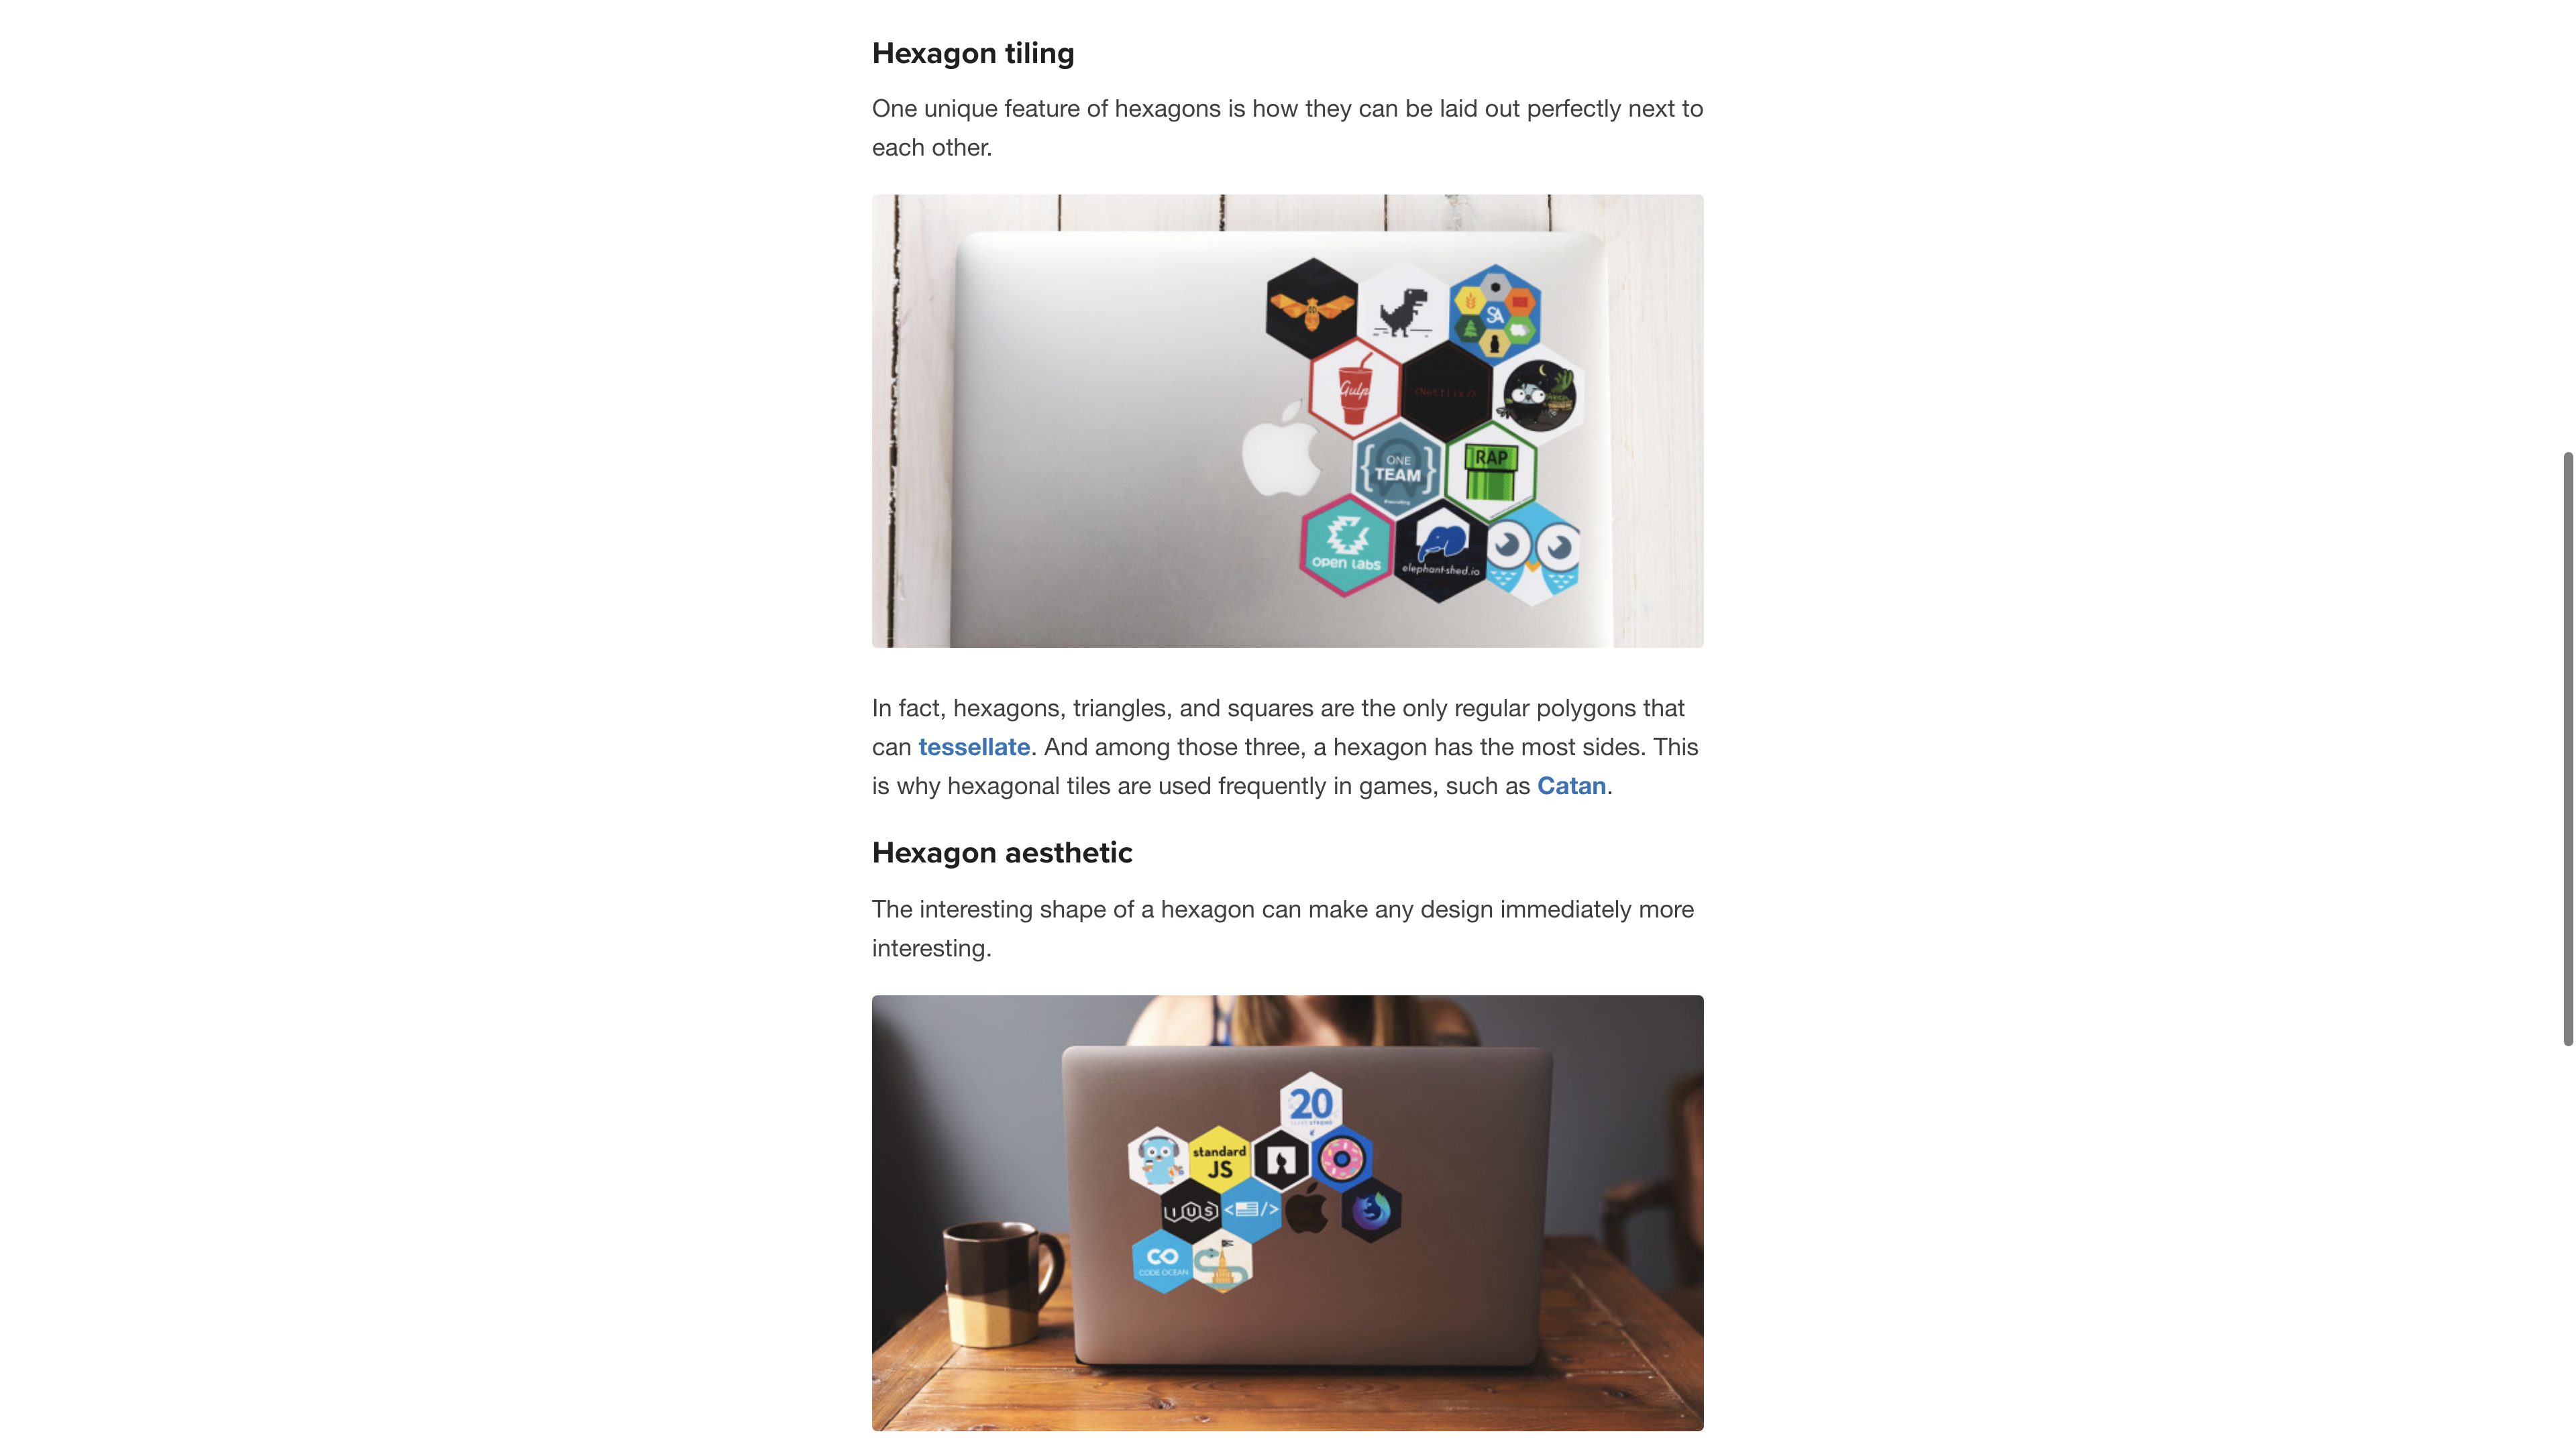 Hexagon tiling
One unique feature of hexagons is how they can be laid out perfectly next to
each other.
SA
Gulp
<Netflix/>
ONE
TEAM
RAP
open labs
elephant-shed.io
In fact, hexagons, triangles, and squares are the only regular polygons that
can tessellate. And among those three, a hexagon has the most sides. This
is why hexagonal tiles are used frequently in games, such as Catan.
Hexagon aesthetic
The interesting shape of a hexagon can make any design immediately more
interesting.
20
YEARS STRONG
standard
JS
IUS
</>
CO
CODE OCEAN